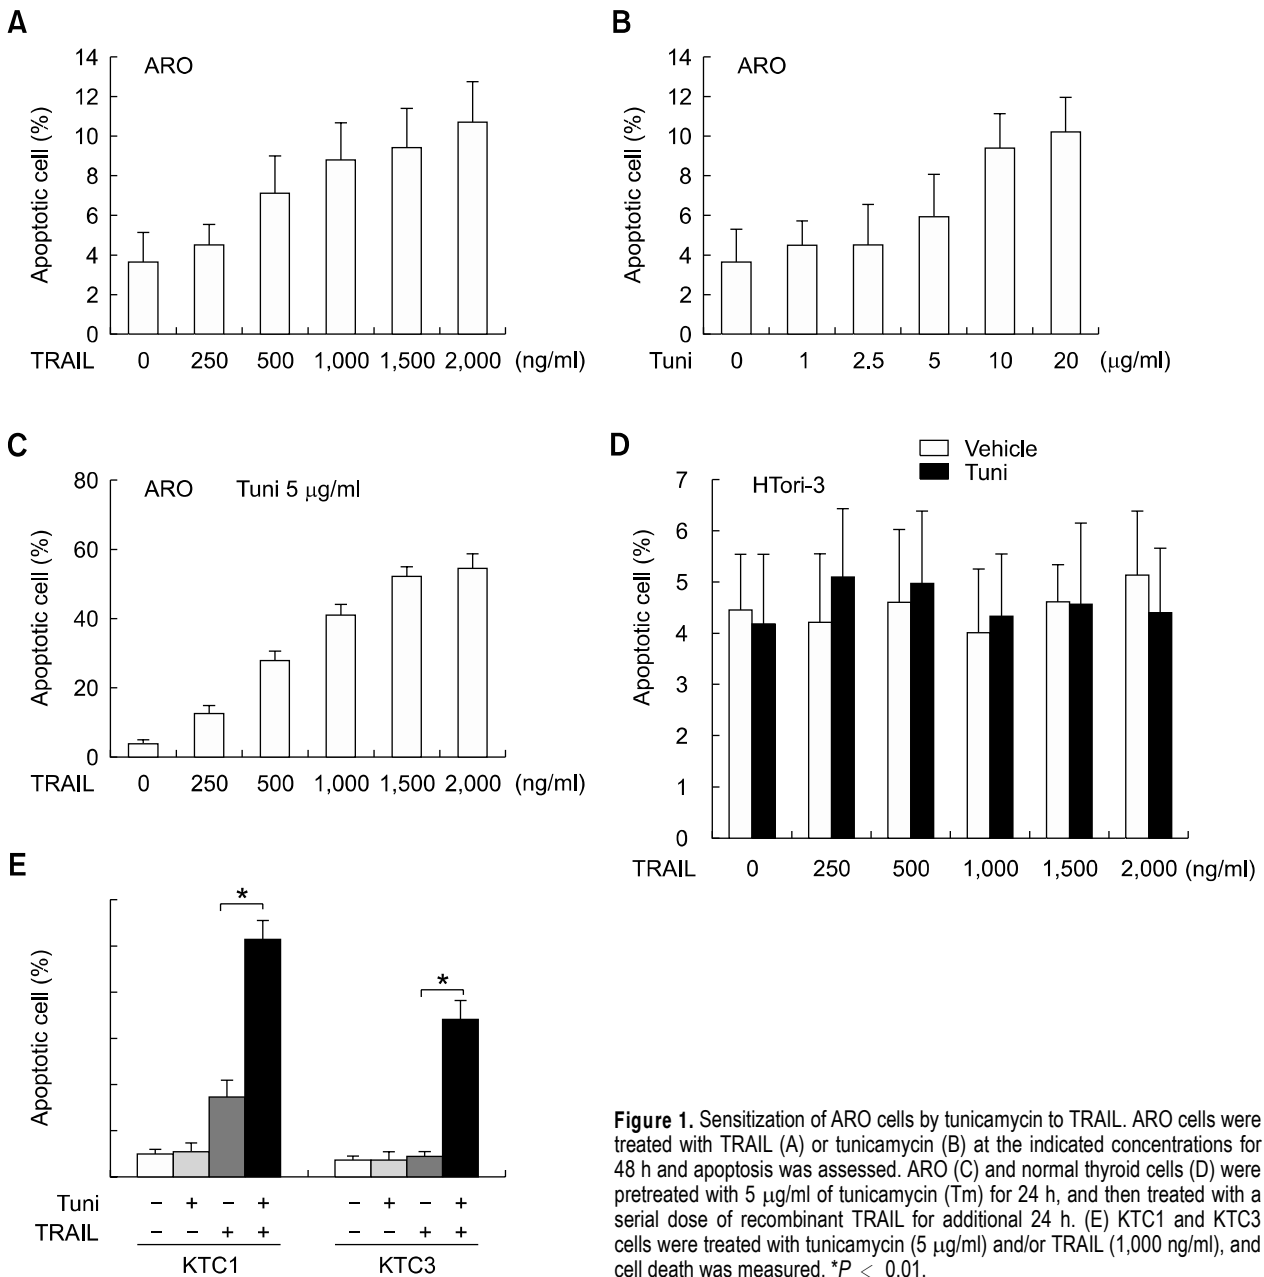 A
14
12
10
8
6
4
2
0
Apoptotic cell (%)
ARO
TRAIL 0 250 500 1,000 1,500 2,000 (ng/ml)
B
14
12
10
8
6
4
2
0
Apoptotic cell (%)
ARO
Tuni 0 1 2.5 5 10 20 (μg/ml)
C
80
60
40
20
0
Apoptotic cell (%)
ARO Tuni 5 μg/ml
TRAIL 0 250 500 1,000 1,500 2,000 (ng/ml)
D
Vehicle
Tuni
7
6
5
4
3
2
1
0
Apoptotic cell (%)
HTori-3
TRAIL 0 250 500 1,000 1,500 2,000 (ng/ml)
E
Apoptotic cell (%)
* *
Tuni − + − + − + − +
TRAIL − − + + − − + +
KTC1 KTC3
Figure 1. Sensitization of ARO cells by tunicamycin to TRAIL. ARO cells were
treated with TRAIL (A) or tunicamycin (B) at the indicated concentrations for
48 h and apoptosis was assessed. ARO (C) and normal thyroid cells (D) were
pretreated with 5 μg/ml of tunicamycin (Tm) for 24 h, and then treated with a
serial dose of recombinant TRAIL for additional 24 h. (E) KTC1 and KTC3
cells were treated with tunicamycin (5 μg/ml) and/or TRAIL (1,000 ng/ml), and
cell death was measured. *P < 0.01.